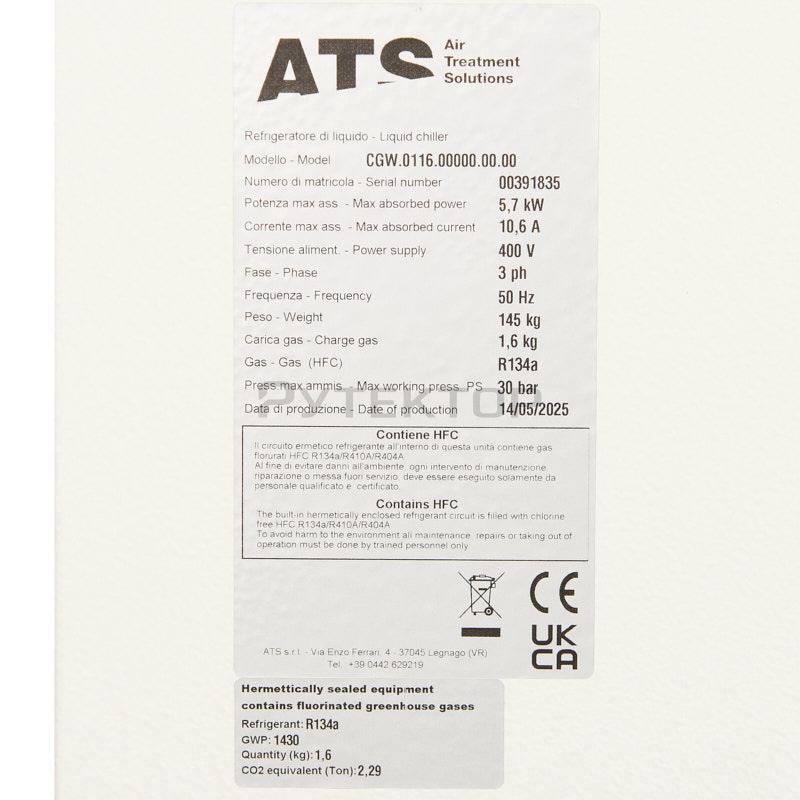 ATS Air
Treatment
Solutions
Refrigeratore di liquido - Liquid chiller
Modello - Model CGW.0116.00000.00.00
Numero di matricola - Serial number 00391835
Potenza max ass. - Max absorbed power 5,7 kW
Corrente max ass. - Max absorbed current 10,6 A
Tensione aliment. - Power supply 400 V
Fase - Phase 3 ph
Frequenza - Frequency 50 Hz
Peso - Weight 145 kg
Carica gas - Charge gas 1,6 kg
Gas - Gas (HFC) R134a
Press.max ammis. - Max working press. PS 30 bar
РУТЕКТОР
Data di produzione - Date of production 14/05/2025
Contiene HFC
Il circuito ermetico refrigerante all'interno di questa unità contiene gas
florurati HFC R134a/R410A/R404A
Al fine di evitare danni all'ambiente, ogni intervento di manutenzione,
riparazione o messa fuori servizio, deve essere eseguito solamente da
personale qualificato e. certificato.
Contains HFC
The built-in hermetically enclosed refrigerant circuit is filled with chlorine
free HFC R134a/R410A/R404A
To avoid harm to the environment all maintenance, repairs or taking out of
operation must be done by trained personnel only
CE
UK
CA
ATS s.r.l. - Via Enzo Ferrari, 4 - 37045 Legnago (VR)
Tel. +39 0442 629219
Hermettically sealed equipment
contains fluorinated greenhouse gases
Refrigerant: R134a
GWP: 1430
Quantity (kg): 1,6
CO2 equivalent (Ton): 2,29